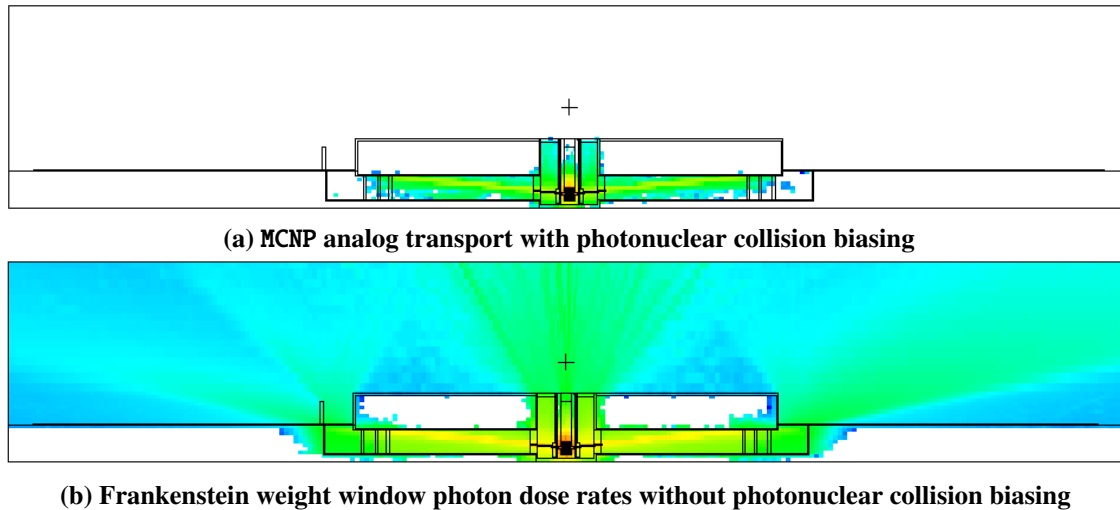 (a) MCNP analog transport with photonuclear collision biasing
(b) Frankenstein weight window photon dose rates without photonuclear collision biasing